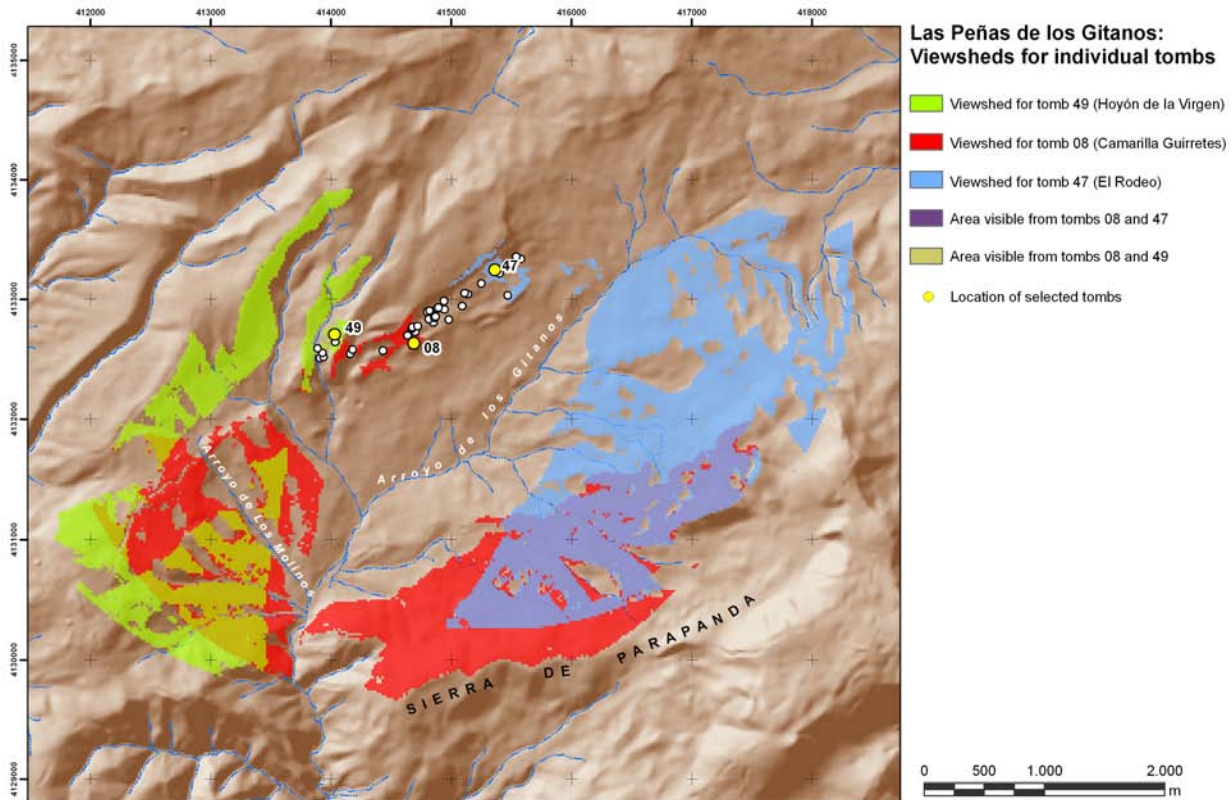 412000 413000 414000 415000 416000 417000 418000
4135000
4134000
4133000
4132000
4131000
4130000
4129000
47
49
08
Arroyo de los Gitanos
Arroyo de Los Molinos
SIERRA DE PARAPANDA
Las Peñas de los Gitanos:
Viewsheds for individual tombs
Viewshed for tomb 49 (Hoyón de la Virgen)
Viewshed for tomb 08 (Camarilla Guirretes)
Viewshed for tomb 47 (El Rodeo)
Area visible from tombs 08 and 47
Area visible from tombs 08 and 49
Location of selected tombs
0 500 1.000 2.000
m